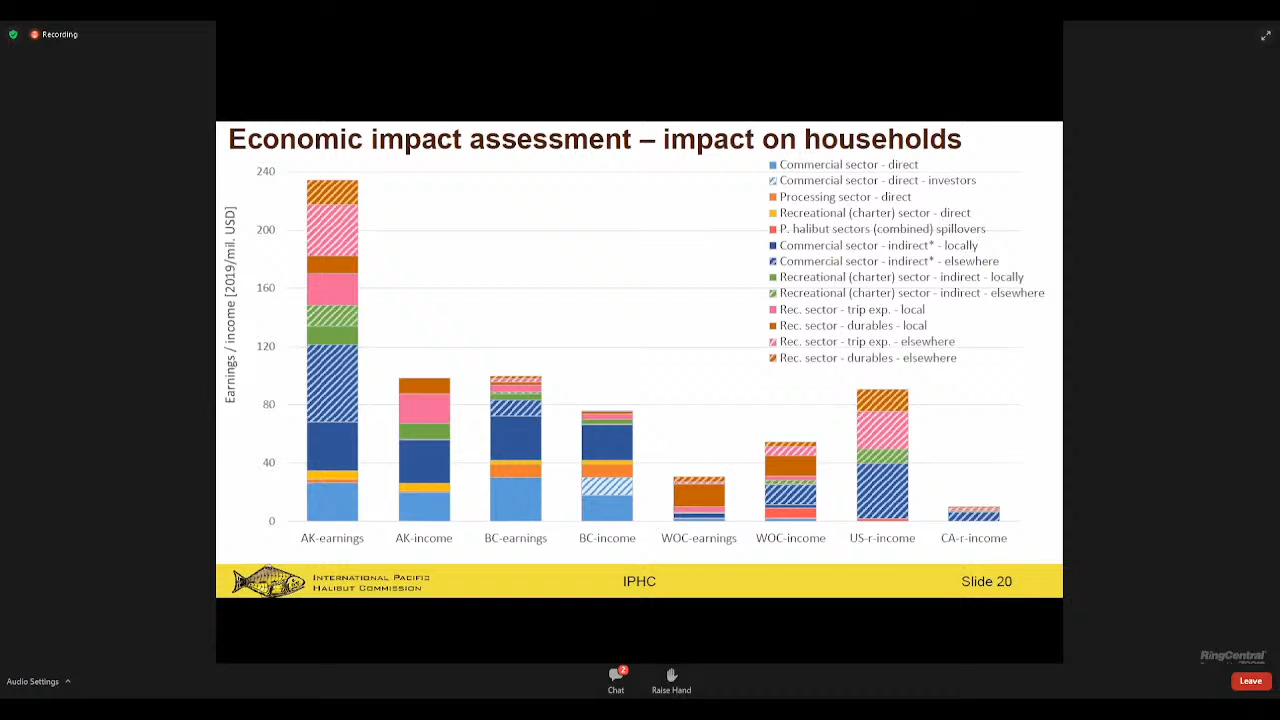 Recording
Economic impact assessment – impact on households
240
200
160
120
80
40
0
Earnings / income [2019/mil. USD]
Commercial sector - direct
Commercial sector - direct - investors
Processing sector - direct
Recreational (charter) sector - direct
P. halibut sectors (combined) spillovers
Commercial sector - indirect* - locally
Commercial sector - indirect* - elsewhere
Recreational (charter) sector - indirect - locally
Recreational (charter) sector - indirect - elsewhere
Rec. sector - trip exp. - local
Rec. sector - durables - local
Rec. sector - trip exp. - elsewhere
Rec. sector - durables - elsewhere
AK-earnings AK-income BC-earnings BC-income WOC-earnings WOC-income US-r-income CA-r-income
INTERNATIONAL PACIFIC
HALIBUT COMMISSION
IPHC
Slide 20
RingCentral
2
Audio Settings
Chat
Raise Hand
Leave